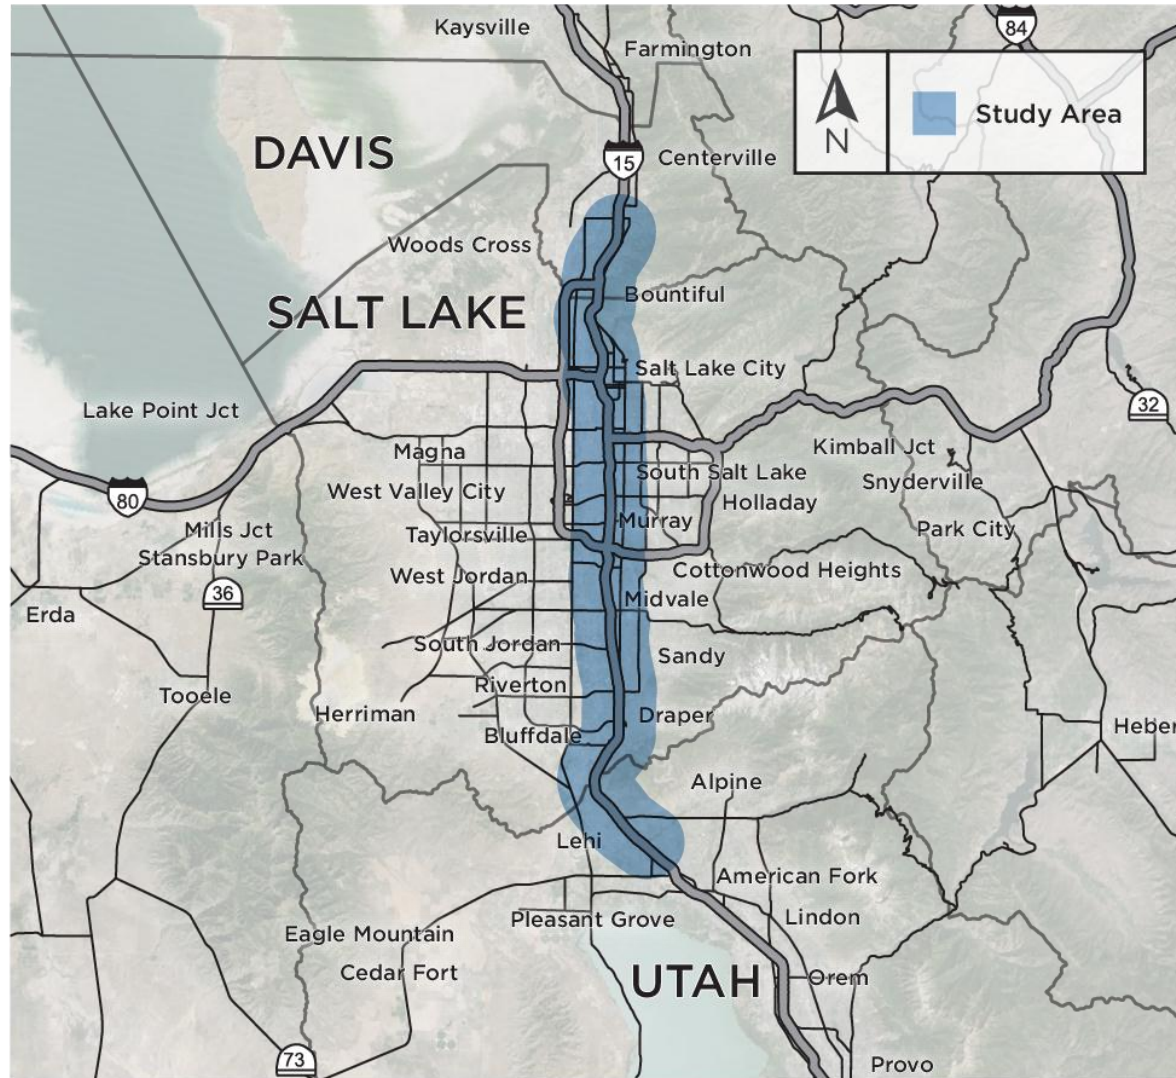 Kaysville
84
Farmington
Study Area
N
DAVIS
15
Centerville
Woods Cross
Bountiful
SALT LAKE
Salt Lake City
Lake Point Jct
32
Magna
Kimball Jct
South Salt Lake
Snyderville
West Valley City
80
Holladay
Murray
Park City
Mills Jct
Taylorsville
Stansbury Park
Cottonwood Heights
West Jordan
36
Midvale
Erda
South Jordan
Sandy
Riverton
Tooele
Herriman
Draper
Bluffdale
Heber
Alpine
Lehi
American Fork
Pleasant Grove
Lindon
Eagle Mountain
Cedar Fort
UTAH
Orem
73
Provo